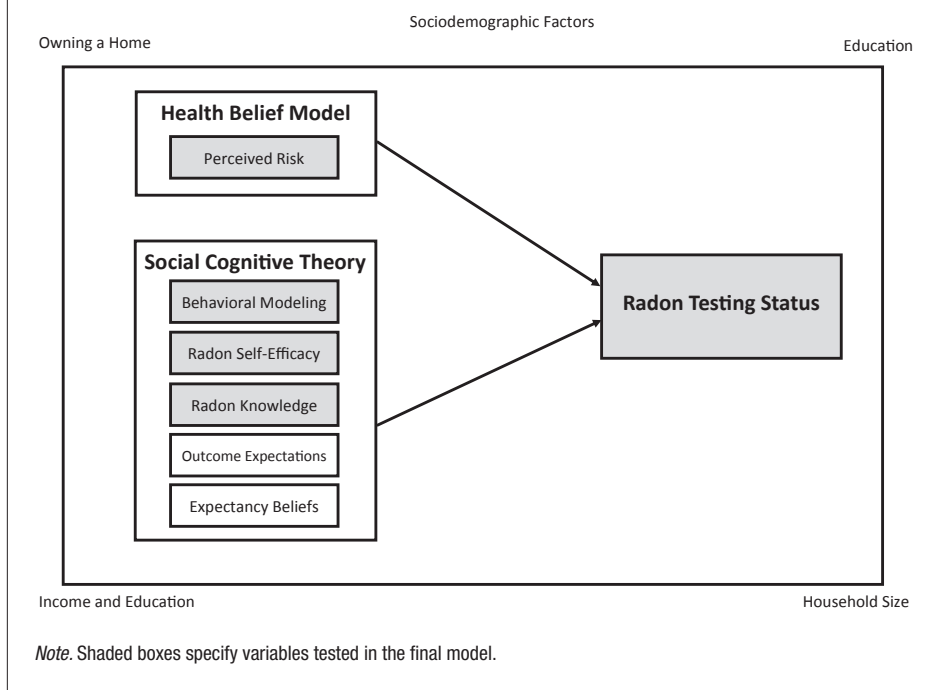 Sociodemographic Factors
Owning a Home
Education
Health Belief Model
Perceived Risk
Social Cognitive Theory
Behavioral Modeling
Radon Self-Efficacy
Radon Knowledge
Outcome Expectations
Expectancy Beliefs
Radon Testing Status
Income and Education
Household Size
Note. Shaded boxes specify variables tested in the final model.